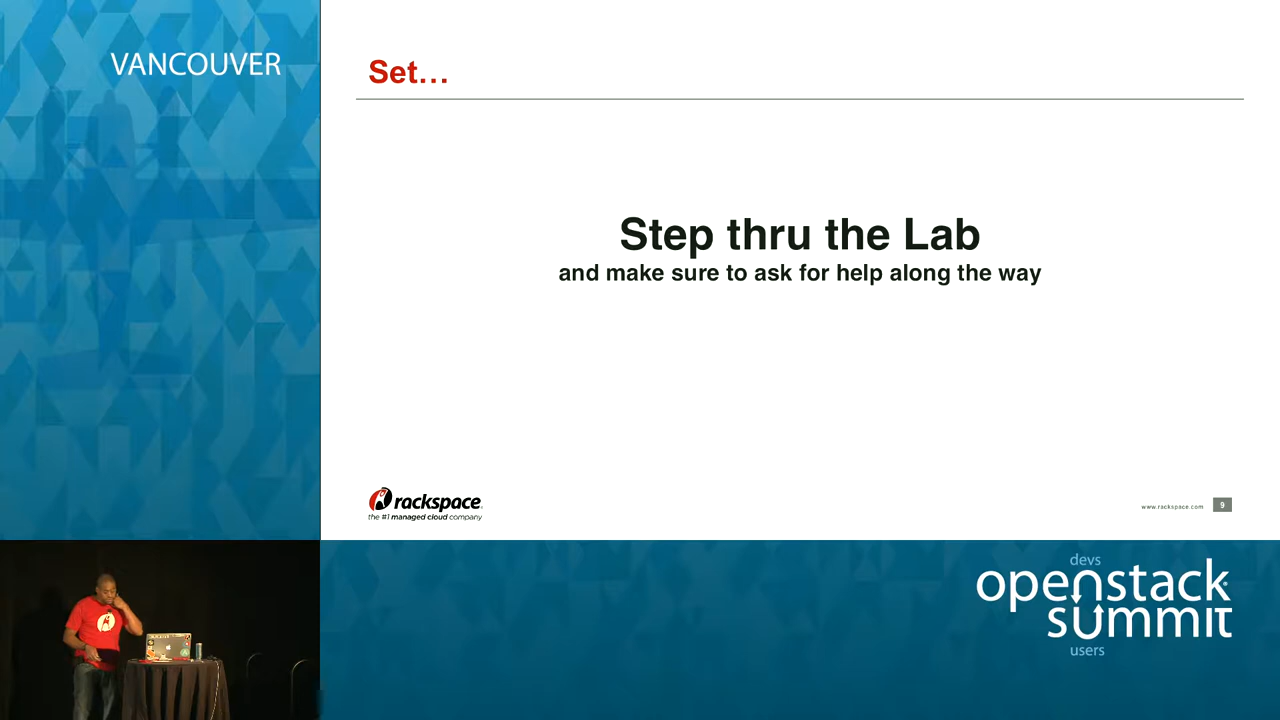 VANCOUVER
Set…
Step thru the Lab
and make sure to ask for help along the way
rackspace
the #1 managed cloud company
www.rackspace.com
9
devs
openstack
summit
users